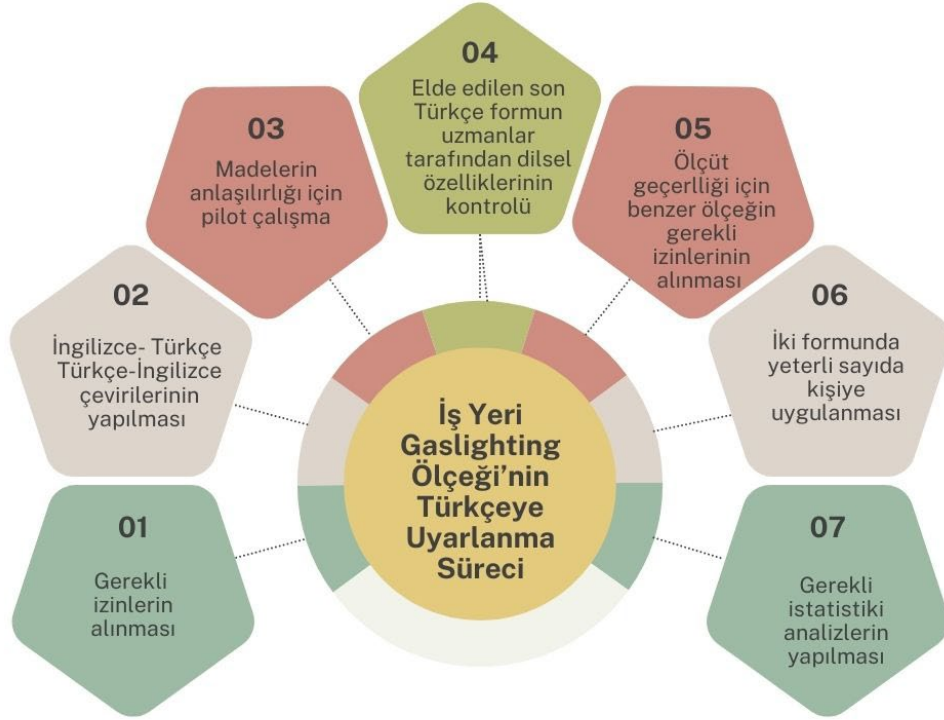 01
Gerekli
izinlerin
alınması
02
İngilizce- Türkçe
Türkçe-İngilizce
çevirilerinin
yapılması
03
Madelerin
anlaşılırlığı için
pilot çalışma
04
Elde edilen son
Türkçe formun
uzmanlar
tarafından dilsel
özelliklerinin
kontrolü
05
Ölçüt
geçerlliği için
benzer ölçeğin
gerekli
izinlerinin
alınması
06
İki formunda
yeterli sayıda
kişiye
uygulanması
07
Gerekli
istatistiki
analizlerin
yapılması
İş Yeri
Gaslighting
Ölçeği’nin
Türkçeye
Uyarlanma
Süreci